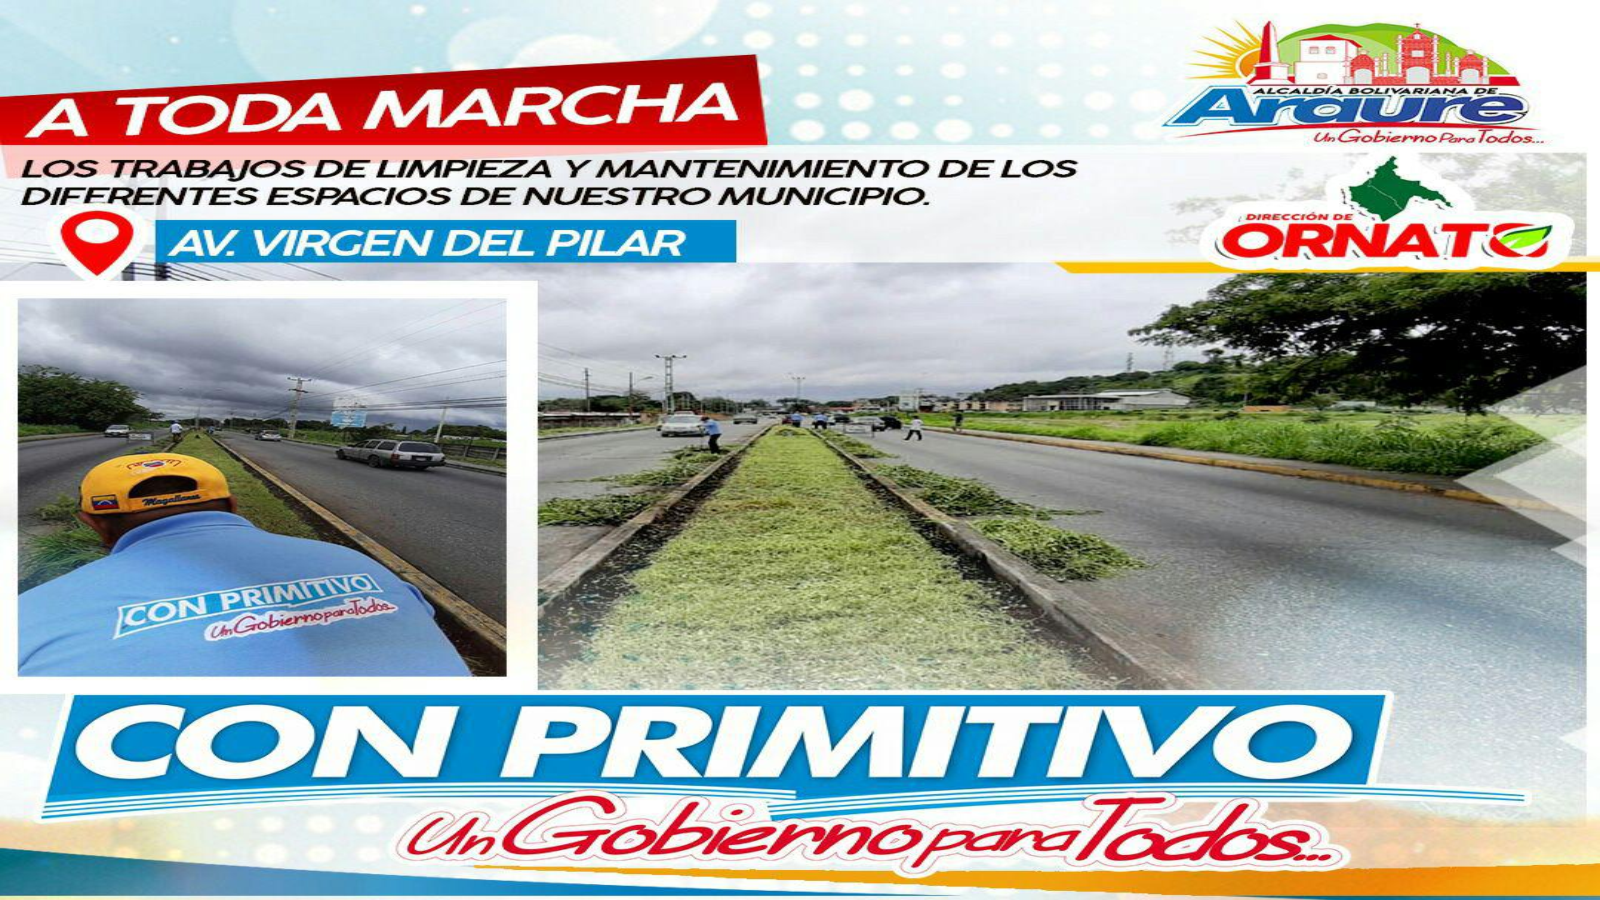 A TODA MARCHA
ALCALDÍA BOLIVARIANA DE
Araure
Un Gobierno Para Todos...
LOS TRABAJOS DE LIMPIEZA Y MANTENIMIENTO DE LOS
DIFERENTES ESPACIOS DE NUESTRO MUNICIPIO.
DIRECCIÓN DE
ORNATO
AV. VIRGEN DEL PILAR
Magallanes
CON PRIMITIVO
Un Gobierno para Todos...
CON PRIMITIVO
Un Gobierno para Todos...